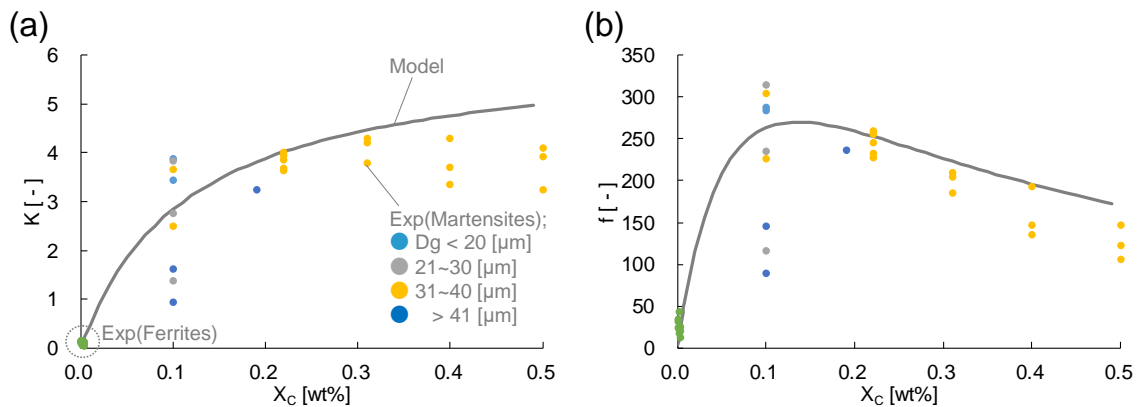 (a)
6
5
4
3
2
1
0
K [ - ]
Model
Exp(Martensites);
Dg < 20 [µm]
21~30 [µm]
31~40 [µm]
> 41 [µm]
Exp(Ferrites)
0.0 0.1 0.2 0.3 0.4 0.5
X_C [wt%]
(b)
350
300
250
200
150
100
50
0
f [ - ]
0.0 0.1 0.2 0.3 0.4 0.5
X_C [wt%]